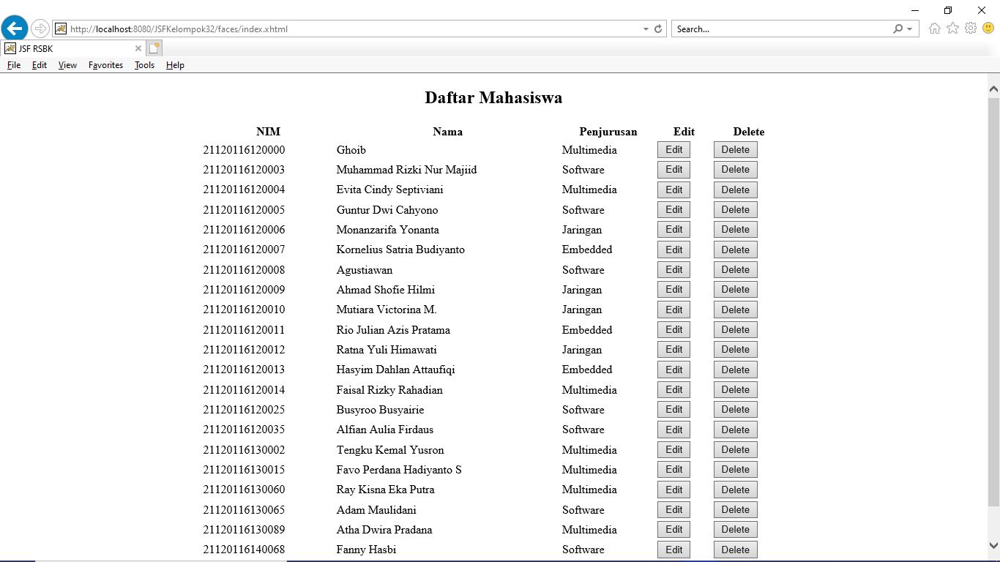 http://localhost:8080/JSFKelompok32/faces/index.xhtml Search...
JSF RSBK
File Edit View Favorites Tools Help
Daftar Mahasiswa
NIM Nama Penjurusan Edit Delete
21120116120000 Ghoib Multimedia Edit Delete
21120116120003 Muhammad Rizki Nur Majiid Software Edit Delete
21120116120004 Evita Cindy Septiviani Multimedia Edit Delete
21120116120005 Guntur Dwi Cahyono Software Edit Delete
21120116120006 Monanzarifa Yonanta Jaringan Edit Delete
21120116120007 Kornelius Satria Budiyanto Embedded Edit Delete
21120116120008 Agustiawan Software Edit Delete
21120116120009 Ahmad Shofie Hilmi Jaringan Edit Delete
21120116120010 Mutiara Victorina M. Jaringan Edit Delete
21120116120011 Rio Julian Azis Pratama Embedded Edit Delete
21120116120012 Ratna Yuli Himawati Jaringan Edit Delete
21120116120013 Hasyim Dahlan Attaufiqi Embedded Edit Delete
21120116120014 Faisal Rizky Rahadian Multimedia Edit Delete
21120116120025 Busyroo Busyairie Software Edit Delete
21120116120035 Alfian Aulia Firdaus Software Edit Delete
21120116130002 Tengku Kemal Yusron Multimedia Edit Delete
21120116130015 Favo Perdana Hadiyanto S Multimedia Edit Delete
21120116130060 Ray Kisna Eka Putra Multimedia Edit Delete
21120116130065 Adam Maulidani Software Edit Delete
21120116130089 Atha Dwira Pradana Multimedia Edit Delete
21120116140068 Fanny Hasbi Software Edit Delete